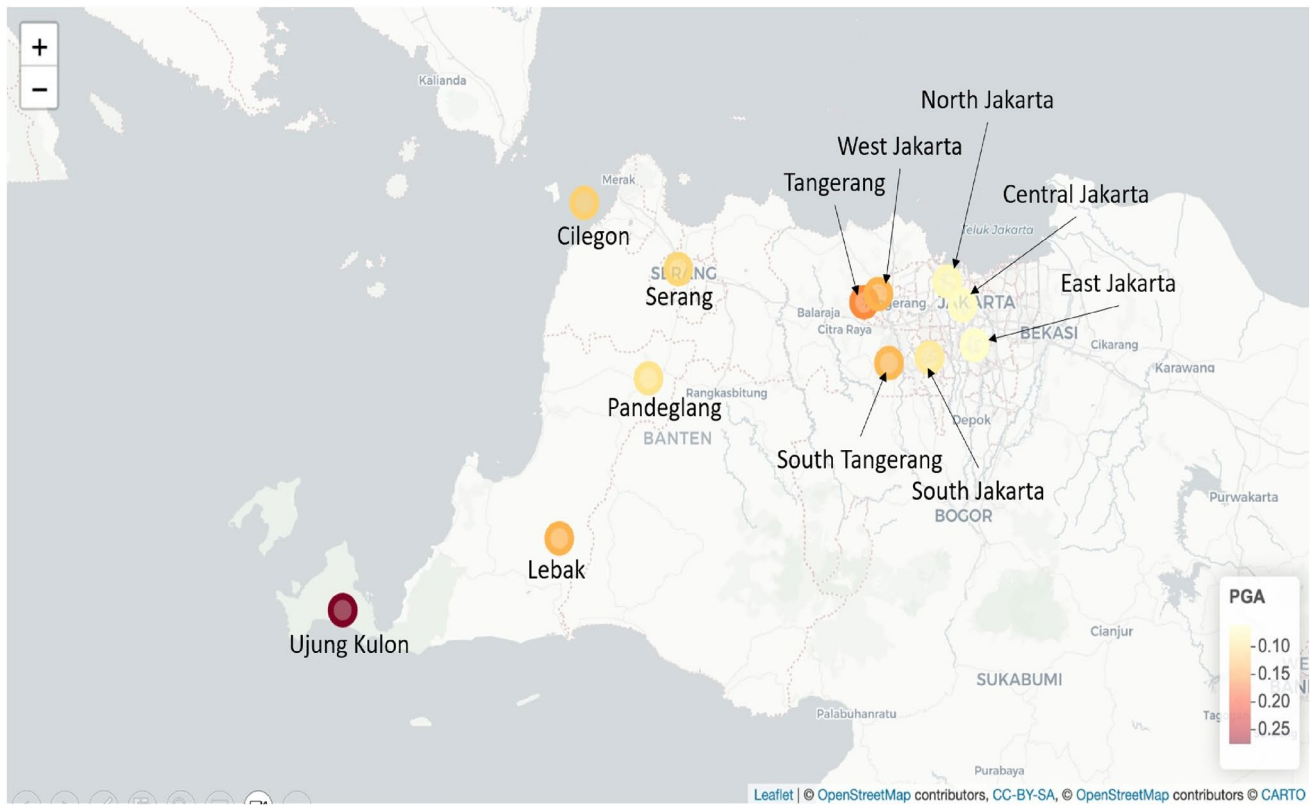 +
−
Kalianda
North Jakarta
West Jakarta
Tangerang
Merak
Central Jakarta
Teluk Jakarta
Cilegon
SERANG
East Jakarta
Serang
gerang
JAKARTA
Balaraja
Citra Raya
BEKASI
Cikarang
Karawang
Rangkasbitung
Pandeglang
Depok
BANTEN
South Tangerang
South Jakarta
Purwakarta
BOGOR
Lebak
PGA
Ujung Kulon
Cianjur
0.10
0.15
SUKABUMI
0.20
Palabuhanratu
0.25
Purabaya
Leaflet | © OpenStreetMap contributors, CC-BY-SA, © OpenStreetMap contributors © CARTO